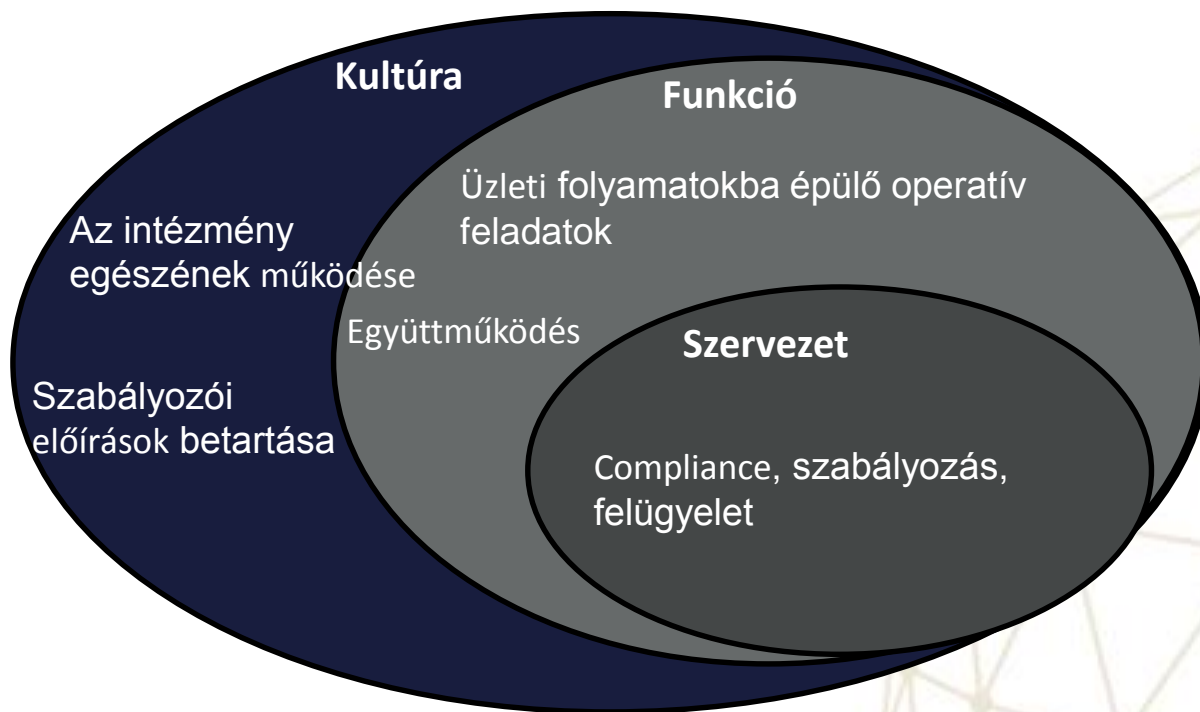 Kultúra
Az intézmény
egészének működése
Szabályozói
előírások betartása
Funkció
Üzleti folyamatokba épülő operatív
feladatok
Együttműködés
Szervezet
Compliance, szabályozás,
felügyelet